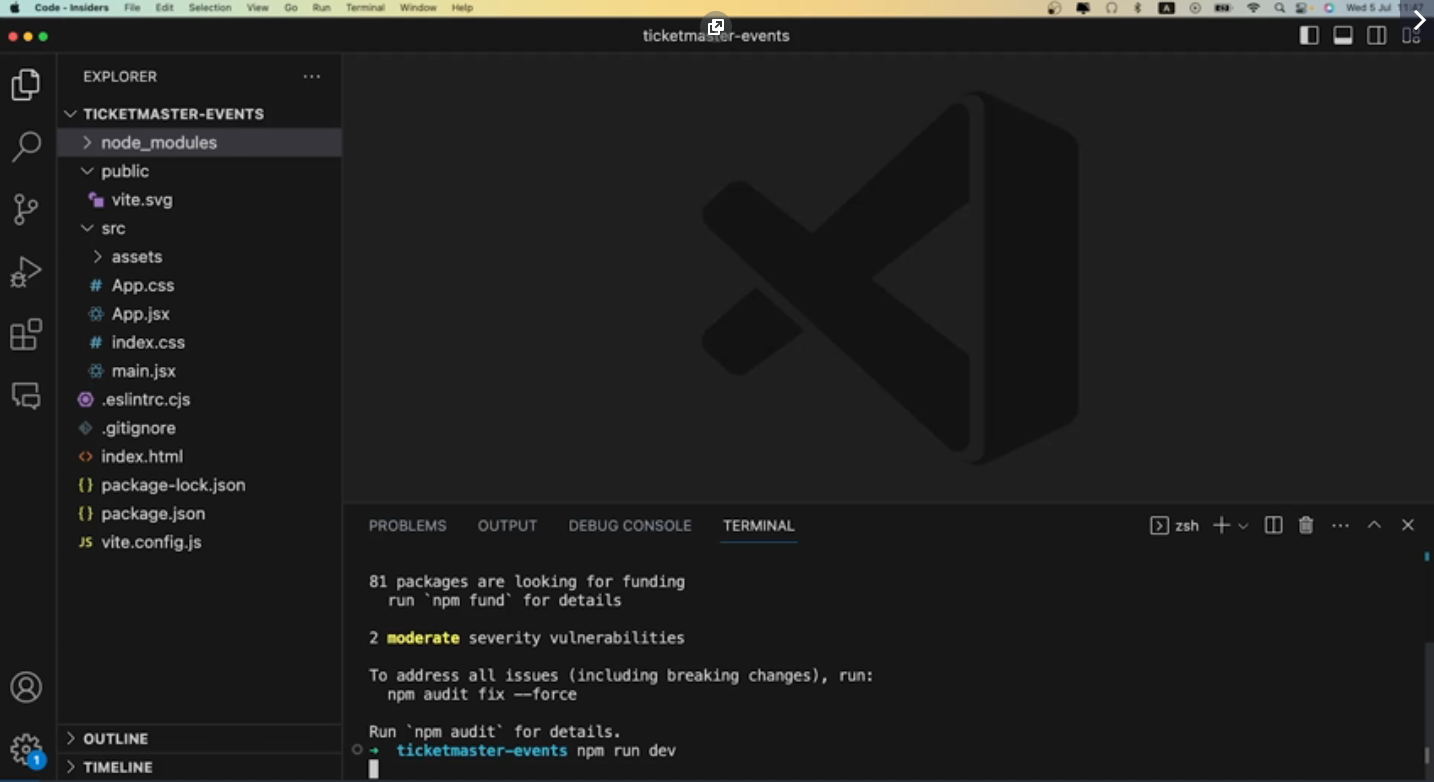 Code - Insiders File Edit Selection View Go Run Terminal Window Help A Wed 5 Jul 11:47
ticketmaster-events
EXPLORER ···
TICKETMASTER-EVENTS
node_modules
public
vite.svg
src
assets
# App.css
App.jsx
# index.css
main.jsx
.eslintrc.cjs
.gitignore
<> index.html
{} package-lock.json
{} package.json
JS vite.config.js
OUTLINE
TIMELINE
1
PROBLEMS OUTPUT DEBUG CONSOLE TERMINAL zsh
81 packages are looking for funding
run `npm fund` for details
2 moderate severity vulnerabilities
To address all issues (including breaking changes), run:
npm audit fix --force
Run `npm audit` for details.
→ ticketmaster-events npm run dev